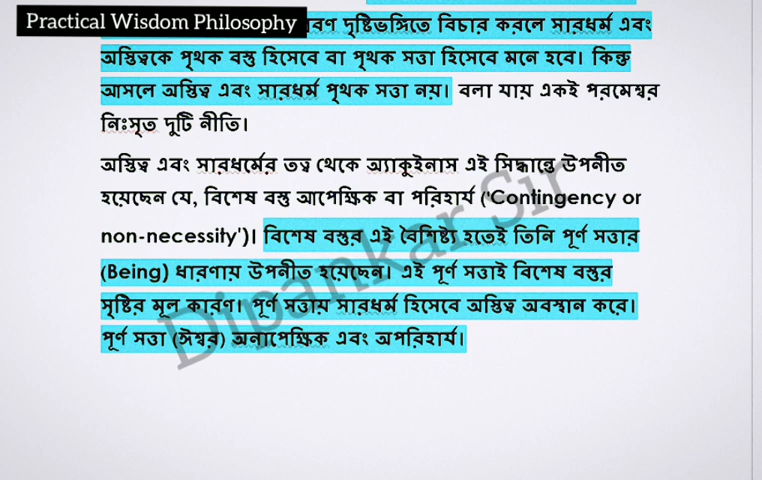 Practical Wisdom Philosophy
দৃষ্টিভঙ্গিতে বিচার করলে সারধর্ম এবং
অস্তিত্বকে পৃথক বস্তু হিসেবে বা পৃথক সত্তা হিসেবে মনে হবে। কিন্তু
আসলে অস্তিত্ব এবং সারধর্ম পৃথক সত্তা নয়। বলা যায় একই পরমেশ্বর
নিঃসৃত দুটি নীতি।
অস্তিত্ব এবং সারধর্মের তত্ব থেকে অ্যাকুইনাস এই সিদ্ধান্তে উপনীত
হয়েছেন যে, বিশেষ বস্তু আপেক্ষিক বা পরিহার্য ('Contingency or
non-necessity')। বিশেষ বস্তুর এই বৈশিষ্ট্য হতেই তিনি পূর্ণ সত্তার
(Being) ধারণায় উপনীত হয়েছেন। এই পূর্ণ সত্তাই বিশেষ বস্তুর
সৃষ্টির মূল কারণ। পূর্ণ সত্তায় সারধর্ম হিসেবে অস্তিত্ব অবস্থান করে।
পূর্ণ সত্তা (ঈশ্বর) অনাপেক্ষিক এবং অপরিহার্য।
Dipankar Sir